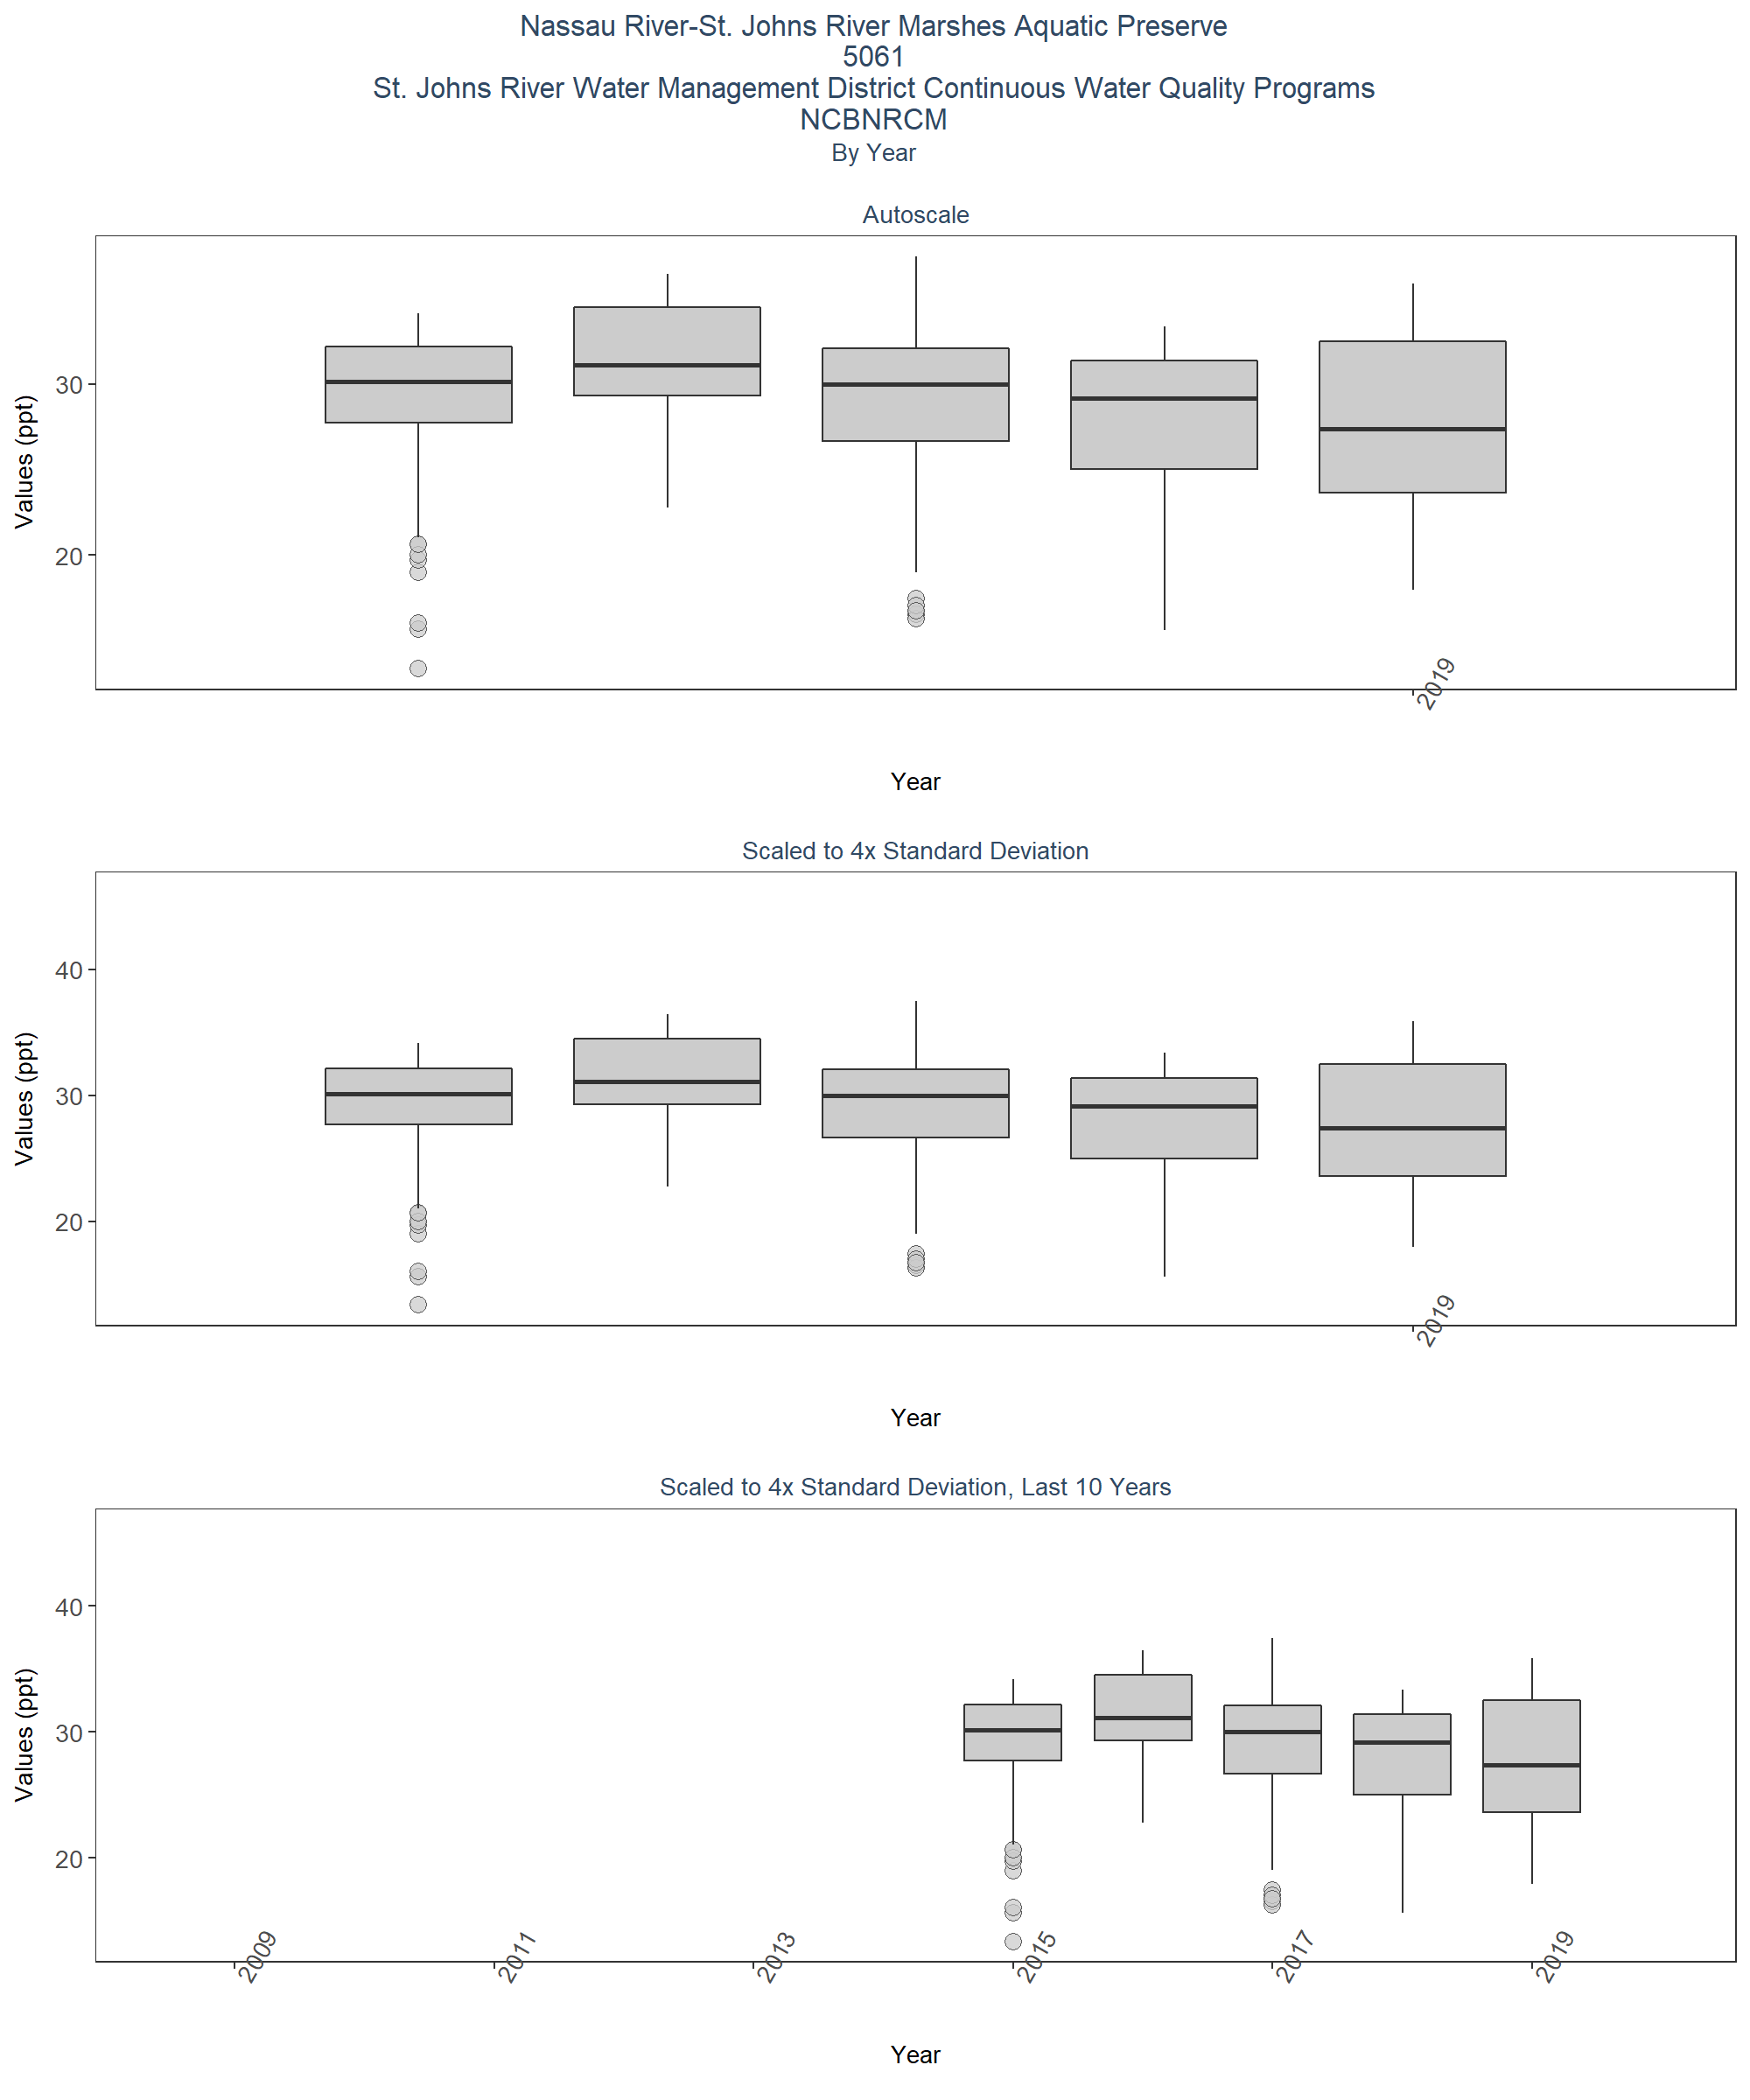 Nassau River-St. Johns River Marshes Aquatic Preserve
5061
St. Johns River Water Management District Continuous Water Quality Programs
NCBNRCM
By Year
Autoscale
Values (ppt)
30
20
2019
Year
Scaled to 4x Standard Deviation
Values (ppt)
40
30
20
2019
Year
Scaled to 4x Standard Deviation, Last 10 Years
Values (ppt)
40
30
20
2009
2011
2013
2015
2017
2019
Year